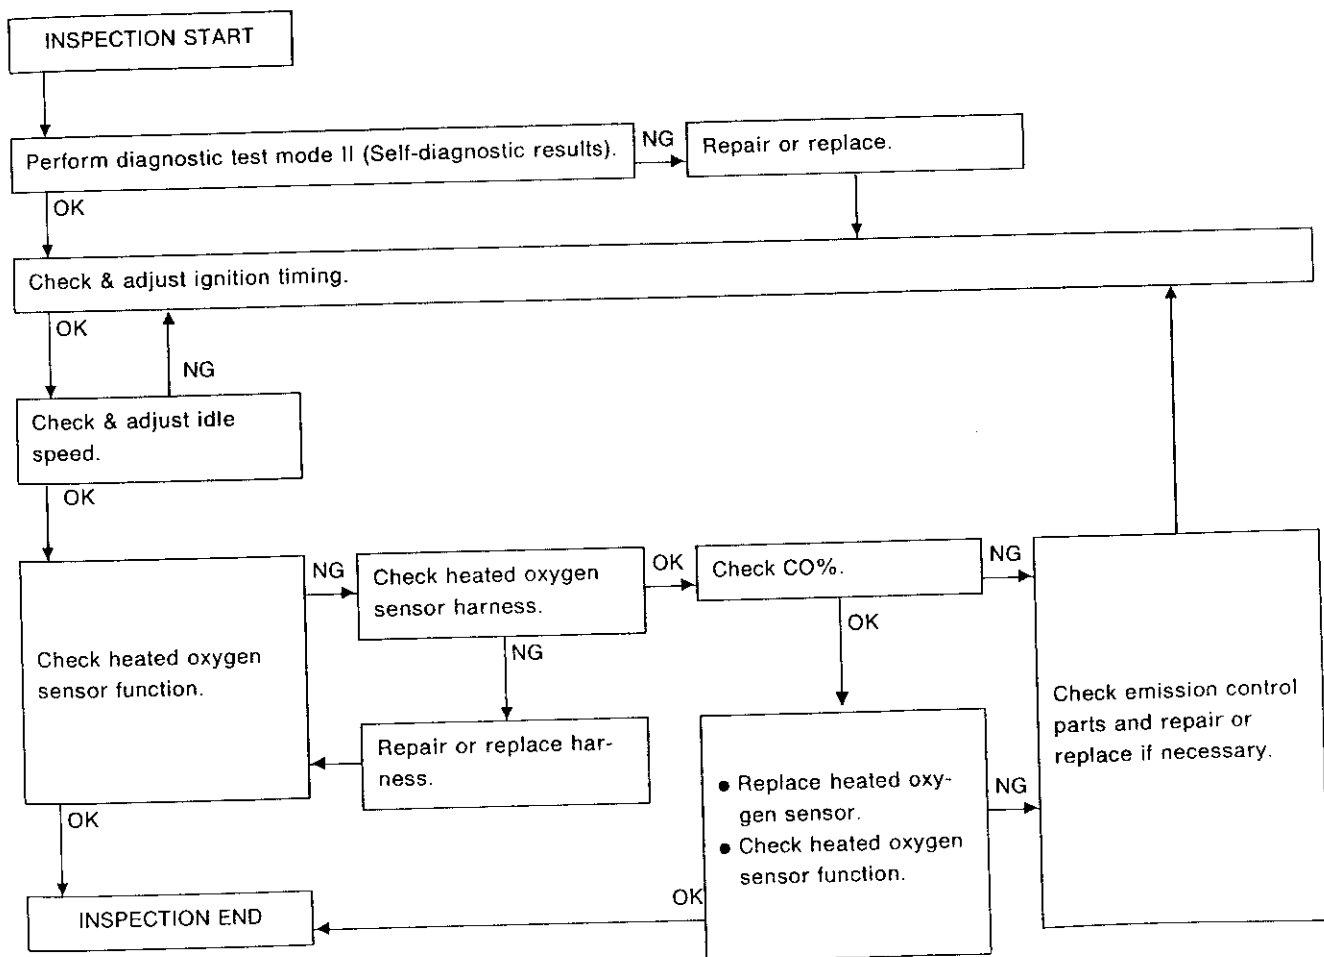 INSPECTION START
Perform diagnostic test mode II (Self-diagnostic results).
NG
Repair or replace.
OK
Check & adjust ignition timing.
OK
NG
Check & adjust idle
speed.
OK
Check heated oxygen
sensor function.
NG
Check heated oxygen
sensor harness.
OK
Check CO%.
NG
NG
OK
Repair or replace har-
ness.
Check emission control
parts and repair or
replace if necessary.
● Replace heated oxy-
gen sensor.
● Check heated oxygen
sensor function.
NG
OK
OK
INSPECTION END